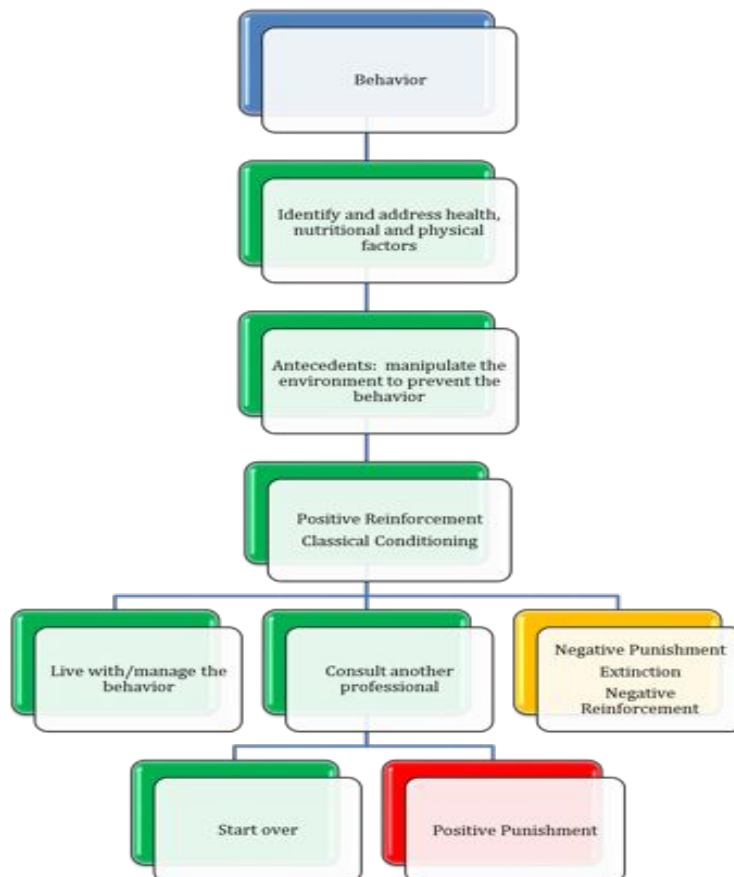 Behavior
Identify and address health,
nutritional and physical
factors
Antecedents:  manipulate the
environment to prevent the
behavior
Positive Reinforcement
Classical Conditioning
Live with/manage the
behavior
Consult another
professional
Negative Punishment
Extinction
Negative
Reinforcement
Start over
Positive Punishment